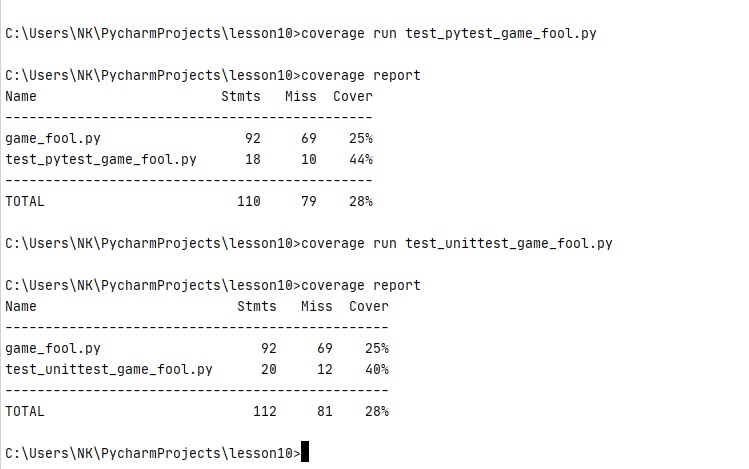 C:\Users\NK\PycharmProjects\lesson10>coverage run test_pytest_game_fool.py
C:\Users\NK\PycharmProjects\lesson10>coverage report
Name                       Stmts   Miss  Cover
----------------------------------------------
game_fool.py                  92     69    25%
test_pytest_game_fool.py      18     10    44%
----------------------------------------------
TOTAL                        110     79    28%
C:\Users\NK\PycharmProjects\lesson10>coverage run test_unittest_game_fool.py
C:\Users\NK\PycharmProjects\lesson10>coverage report
Name                         Stmts   Miss  Cover
------------------------------------------------
game_fool.py                    92     69    25%
test_unittest_game_fool.py      20     12    40%
------------------------------------------------
TOTAL                          112     81    28%
C:\Users\NK\PycharmProjects\lesson10>